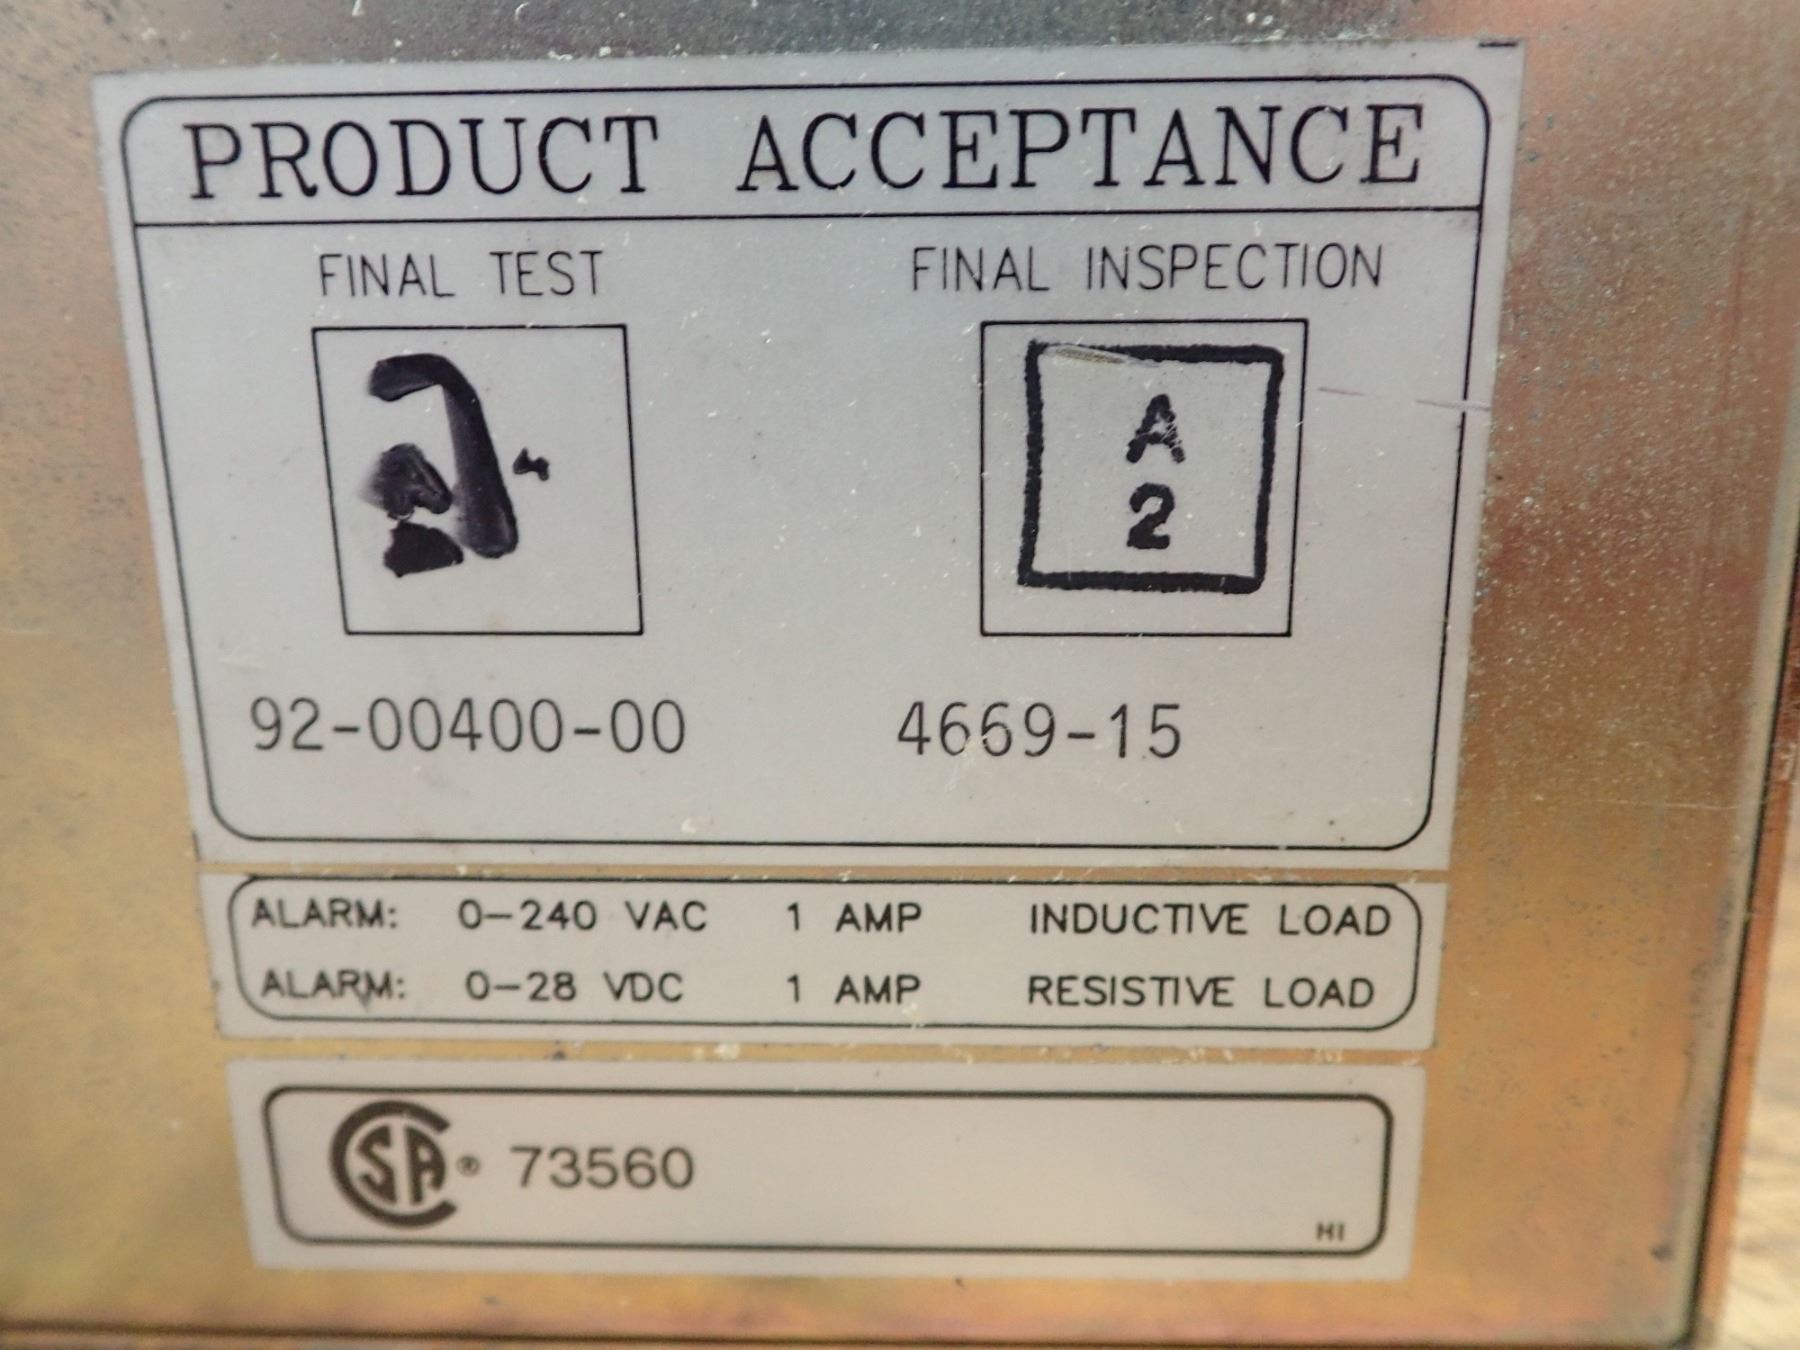 PRODUCT ACCEPTANCE
FINAL TEST FINAL INSPECTION
A
2
92-00400-00 4669-15
ALARM: 0-240 VAC 1 AMP INDUCTIVE LOAD
ALARM: 0-28 VDC 1 AMP RESISTIVE LOAD
CSA® 73560
HI